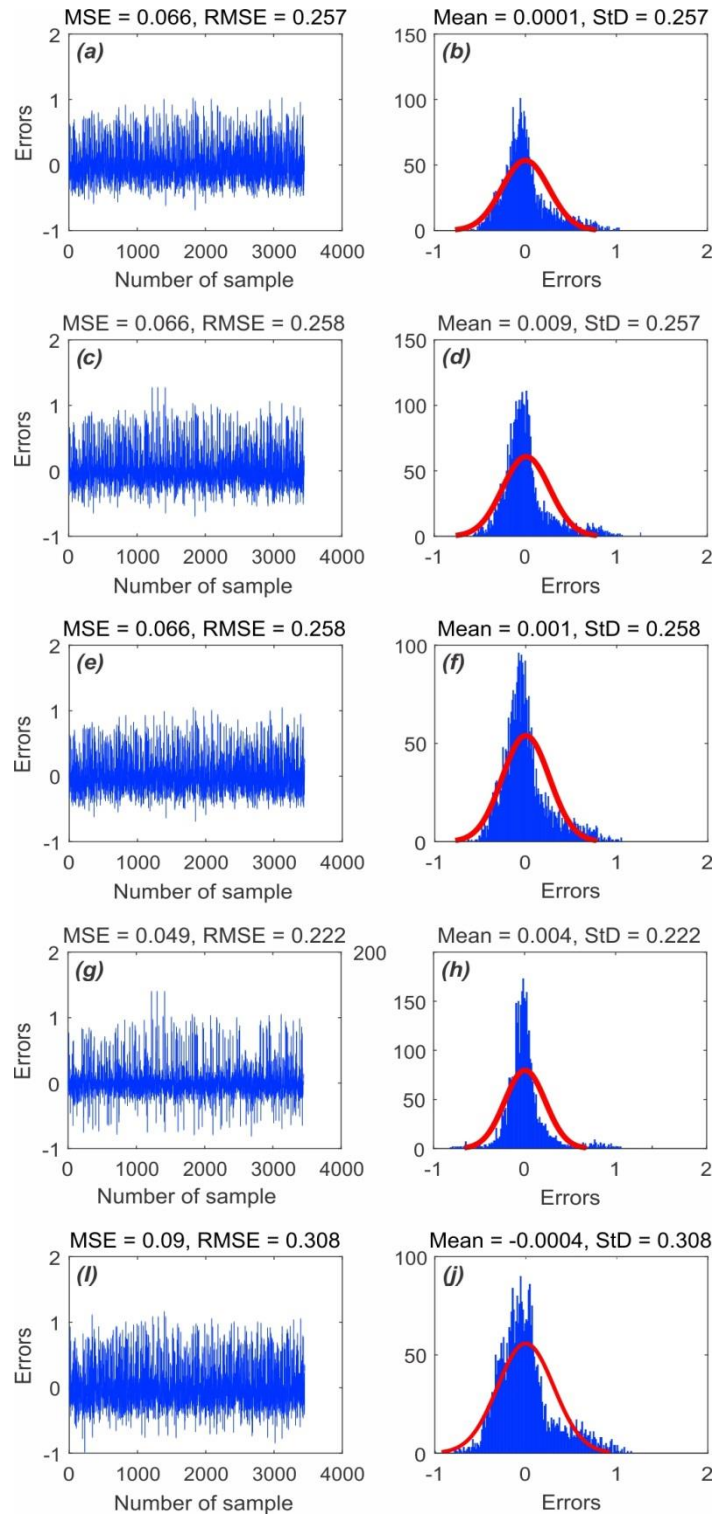 MSE = 0.066, RMSE = 0.257 Mean = 0.0001, StD = 0.257
2 150
(a) (b)
1 100
Errors
0 50
-1 0
0 1000 2000 3000 4000 -1 0 1 2
Number of sample Errors
MSE = 0.066, RMSE = 0.258 Mean = 0.009, StD = 0.257
2 150
(c) (d)
1 100
Errors
0 50
-1 0
0 1000 2000 3000 4000 -1 0 1 2
Number of sample Errors
MSE = 0.066, RMSE = 0.258 Mean = 0.001, StD = 0.258
2 100
(e) (f)
1
Errors
50
0
-1 0
0 1000 2000 3000 4000 -1 0 1 2
Number of sample Errors
MSE = 0.049, RMSE = 0.222 200 Mean = 0.004, StD = 0.222
2
(g) (h)
150
1
Errors
100
0
50
-1 0
0 1000 2000 3000 4000 -1 0 1 2
Number of sample Errors
MSE = 0.09, RMSE = 0.308 Mean = -0.0004, StD = 0.308
2 100
(I) (j)
1
Errors
50
0
-1 0
0 1000 2000 3000 4000 -1 0 1 2
Number of sample Errors